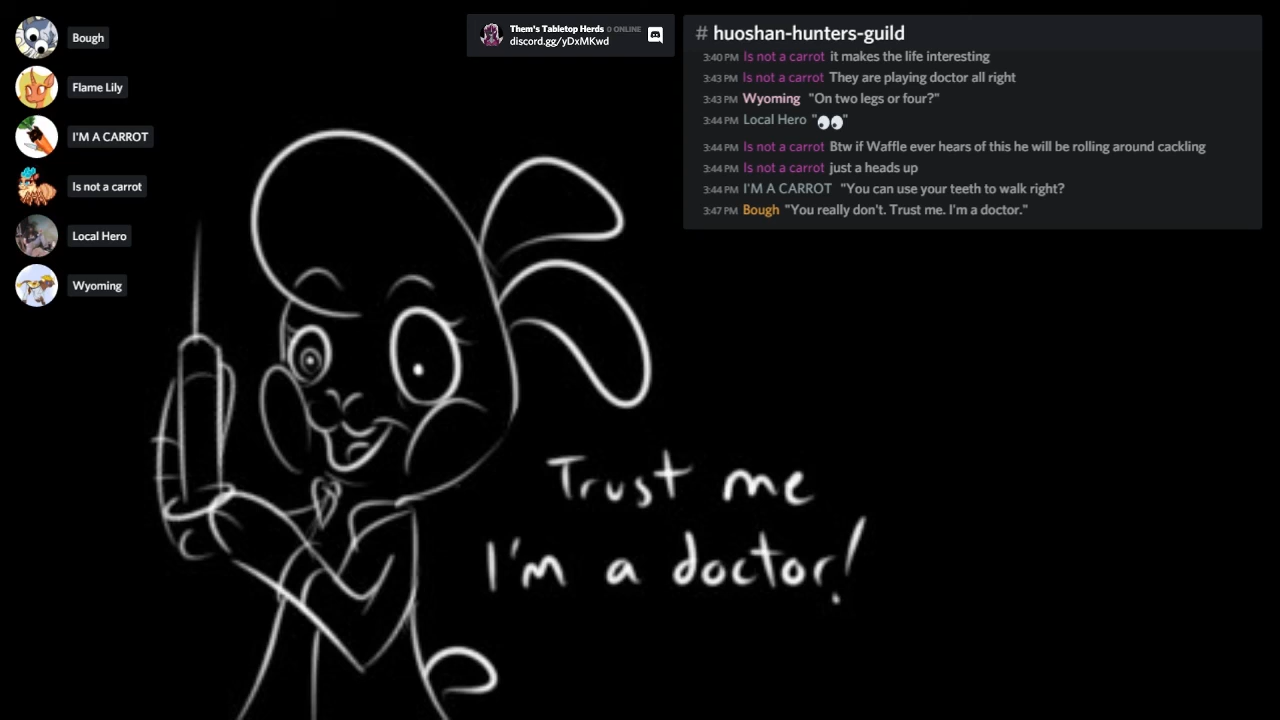 Bough
Flame Lily
I'M A CARROT
Is not a carrot
Local Hero
Wyoming
Them's Tabletop Herds 0 ONLINE
discord.gg/yDxMKwd
# huoshan-hunters-guild
3:40 PM Is not a carrot it makes the life interesting
3:43 PM Is not a carrot They are playing doctor all right
3:43 PM Wyoming "On two legs or four?"
3:44 PM Local Hero "👀"
3:44 PM Is not a carrot Btw if Waffle ever hears of this he will be rolling around cackling
3:44 PM Is not a carrot just a heads up
3:44 PM I'M A CARROT "You can use your teeth to walk right?
3:47 PM Bough "You really don't. Trust me. I'm a doctor."
Trust me
I'm a doctor!